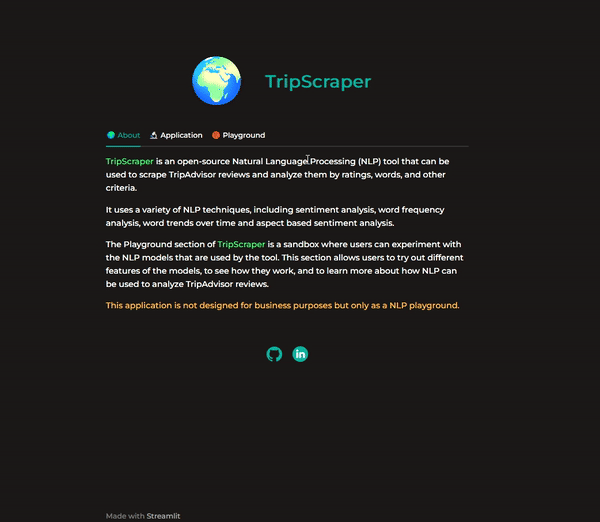 TripScraper
About Application Playground
TripScraper is an open-source Natural Language Processing (NLP) tool that can be
used to scrape TripAdvisor reviews and analyze them by ratings, words, and other
criteria.
It uses a variety of NLP techniques, including sentiment analysis, word frequency
analysis, word trends over time and aspect based sentiment analysis.
The Playground section of TripScraper is a sandbox where users can experiment with
the NLP models that are used by the tool. This section allows users to try out different
features of the models, to see how they work, and to learn more about how NLP can
be used to analyze TripAdvisor reviews.
This application is not designed for business purposes but only as a NLP playground.
in
Made with Streamlit